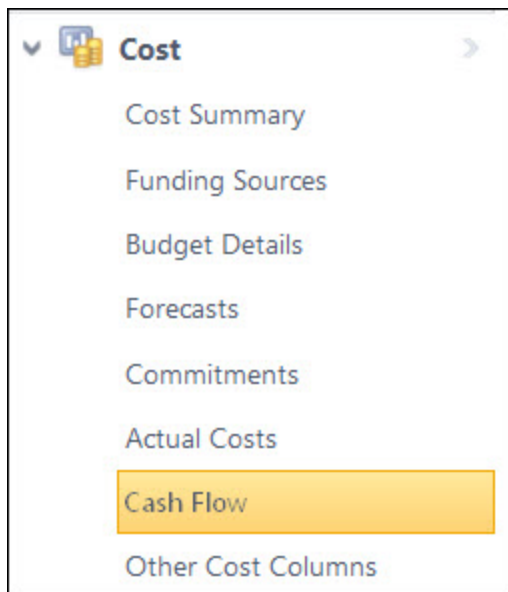 Cost
Cost Summary
Funding Sources
Budget Details
Forecasts
Commitments
Actual Costs
Cash Flow
Other Cost Columns